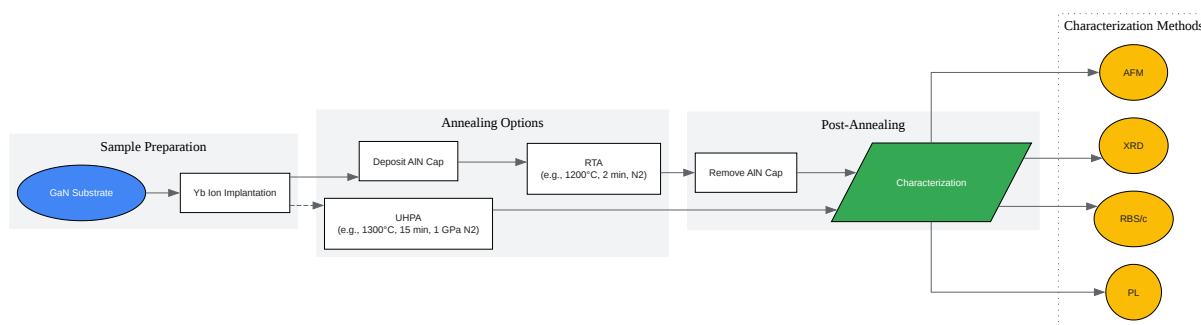 Sample Preparation
GaN Substrate
Yb Ion Implantation
Annealing Options
Deposit AlN Cap
RTA
(e.g., 1200°C, 2 min, N2)
UHPA
(e.g., 1300°C, 15 min, 1 GPa N2)
Post-Annealing
Remove AlN Cap
Characterization
Characterization Methods
AFM
XRD
RBS/c
PL